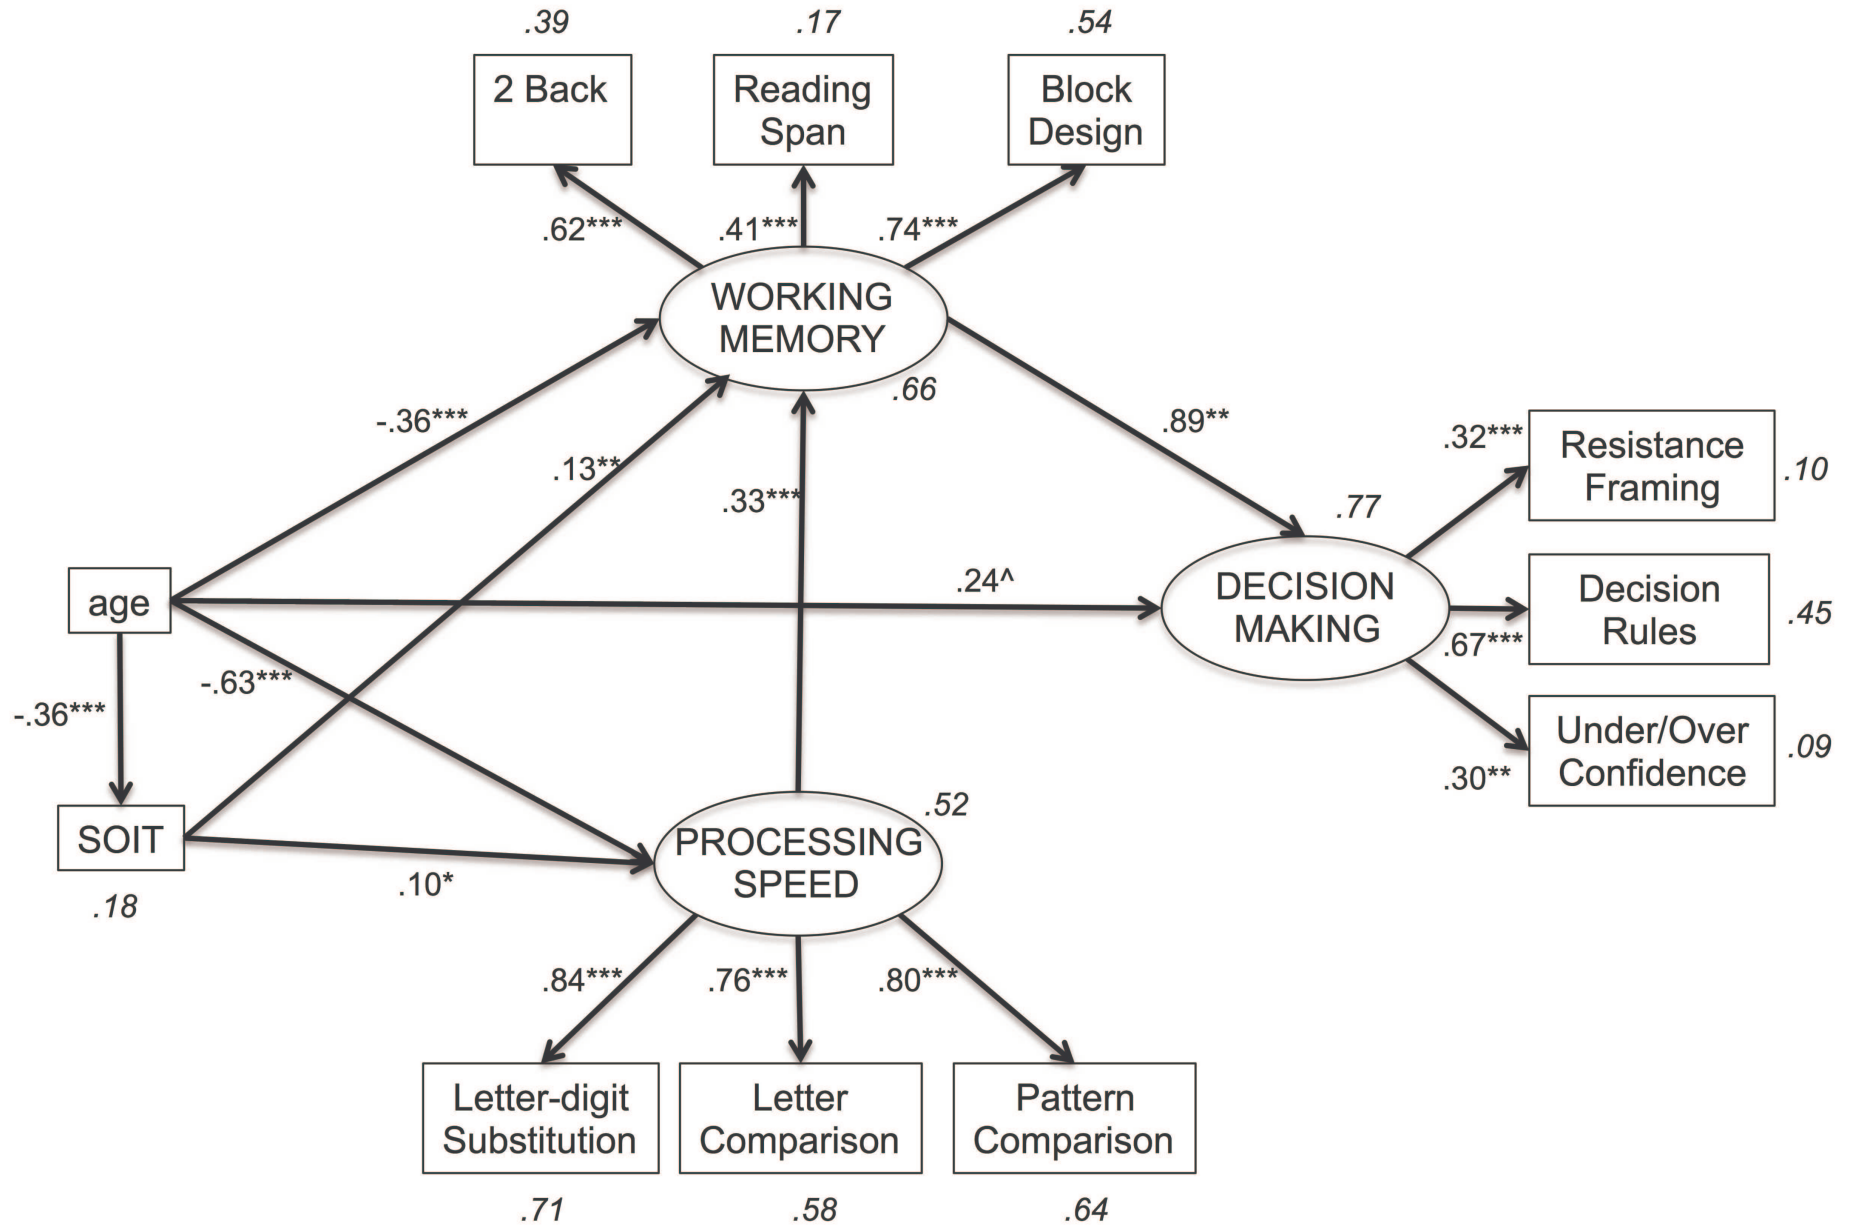 .39
.17
.54
2 Back
Reading
Span
Block
Design
.62***
.41***
.74***
WORKING
MEMORY
.66
-.36***
.13**
.33***
.89**
.32***
Resistance
Framing
.10
.77
age
.24^
DECISION
MAKING
Decision
Rules
.45
.67***
-.63***
-.36***
Under/Over
Confidence
.09
.30**
SOIT
.18
.10*
PROCESSING
SPEED
.52
.84***
.76***
.80***
Letter-digit
Substitution
Letter
Comparison
Pattern
Comparison
.71
.58
.64